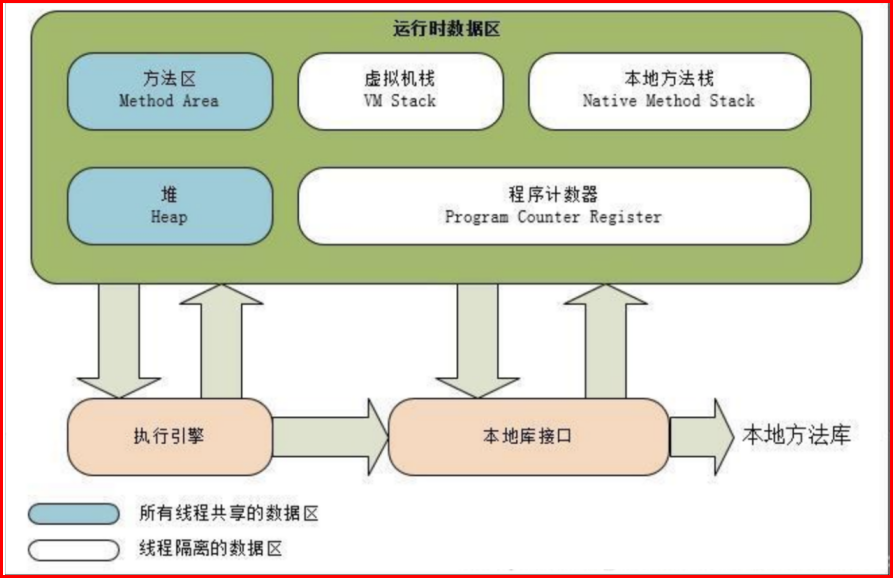 运行时数据区
方法区
Method Area
虚拟机栈
VM Stack
本地方法栈
Native Method Stack
堆
Heap
程序计数器
Program Counter Register
执行引擎
本地库接口
本地方法库
所有线程共享的数据区
线程隔离的数据区